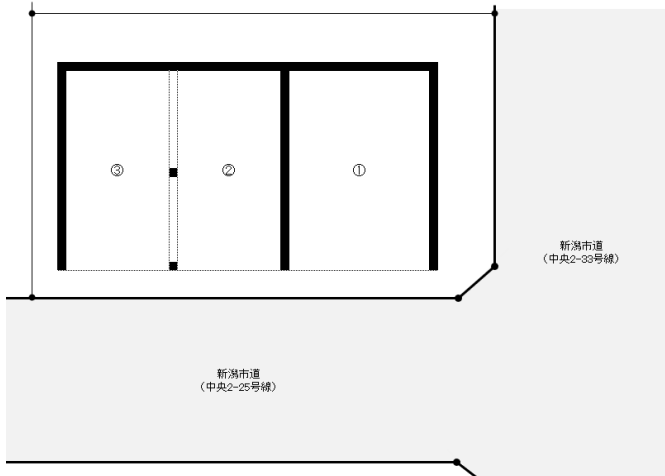 ③
②
①
新潟市道
（中央2-33号線）
新潟市道
（中央2-25号線）